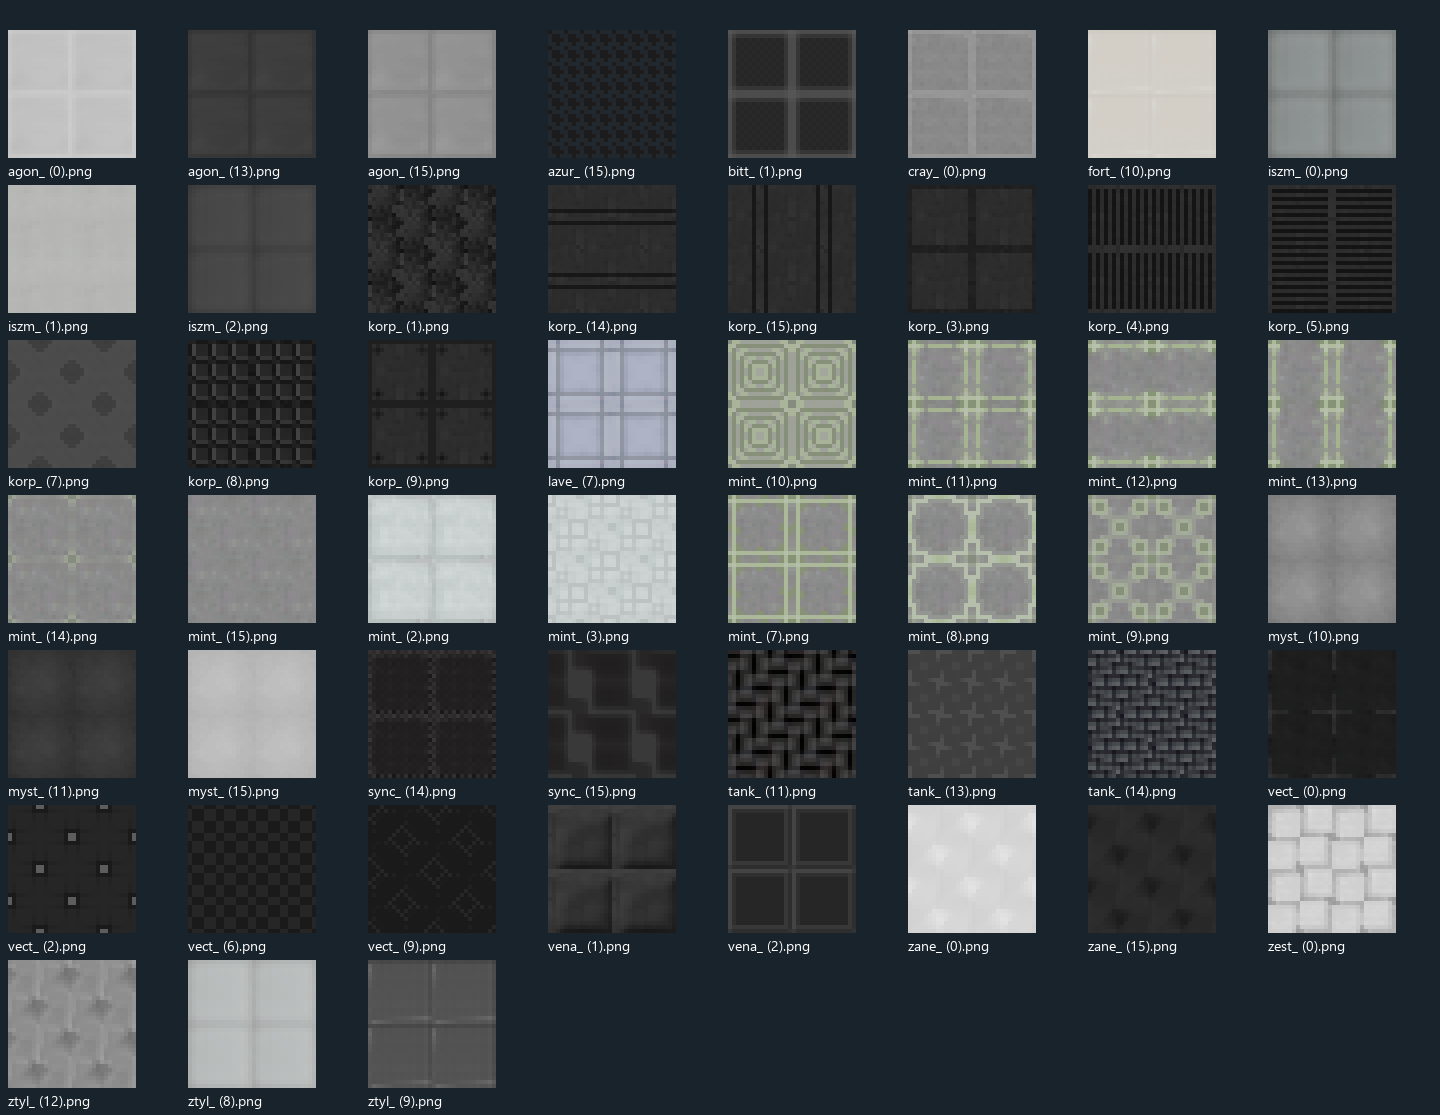 agon_ (0).png agon_ (13).png agon_ (15).png azur_ (15).png bitt_ (1).png cray_ (0).png fort_ (10).png iszm_ (0).png
iszm_ (1).png iszm_ (2).png korp_ (1).png korp_ (14).png korp_ (15).png korp_ (3).png korp_ (4).png korp_ (5).png
korp_ (7).png korp_ (8).png korp_ (9).png lave_ (7).png mint_ (10).png mint_ (11).png mint_ (12).png mint_ (13).png
mint_ (14).png mint_ (15).png mint_ (2).png mint_ (3).png mint_ (7).png mint_ (8).png mint_ (9).png myst_ (10).png
myst_ (11).png myst_ (15).png sync_ (14).png sync_ (15).png tank_ (11).png tank_ (13).png tank_ (14).png vect_ (0).png
vect_ (2).png vect_ (6).png vect_ (9).png vena_ (1).png vena_ (2).png zane_ (0).png zane_ (15).png zest_ (0).png
ztyl_ (12).png ztyl_ (8).png ztyl_ (9).png